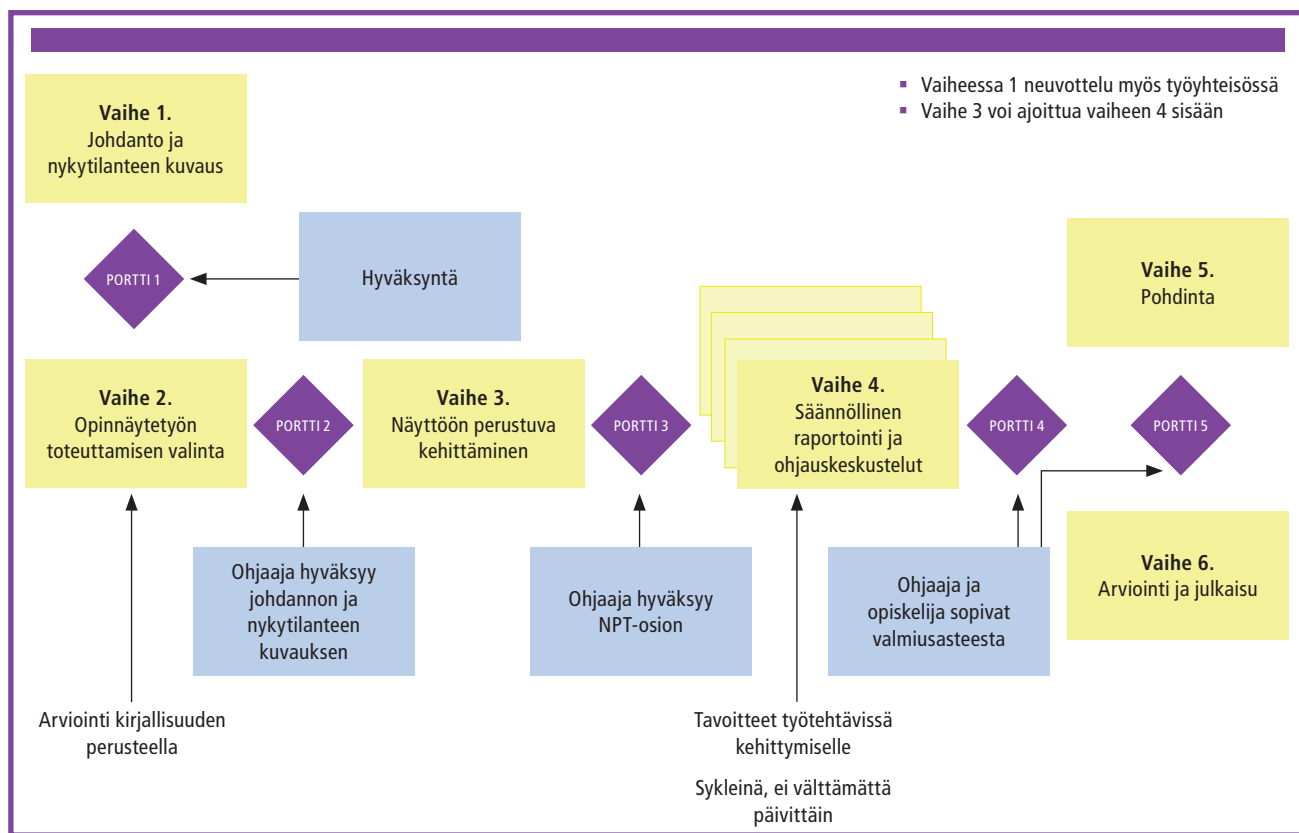 Vaihe 1.
Johdanto ja
nykytilanteen kuvaus
▪ Vaiheessa 1 neuvottelu myös työyhteisössä
▪ Vaihe 3 voi ajoittua vaiheen 4 sisään
PORTTI 1
Hyväksyntä
Vaihe 5.
Pohdinta
Vaihe 2.
Opinnäytetyön
toteuttamisen valinta
PORTTI 2
Vaihe 3.
Näyttöön perustuva
kehittäminen
PORTTI 3
Vaihe 4.
Säännöllinen
raportointi ja
ohjauskeskustelut
PORTTI 4
PORTTI 5
Ohjaaja hyväksyy
johdannon ja
nykytilanteen
kuvauksen
Ohjaaja hyväksyy
NPT-osion
Ohjaaja ja
opiskelija sopivat
valmiusasteesta
Vaihe 6.
Arviointi ja julkaisu
Arviointi kirjallisuuden
perusteella
Tavoitteet työtehtävissä
kehittymiselle
Sykleinä, ei välttämättä
päivittäin